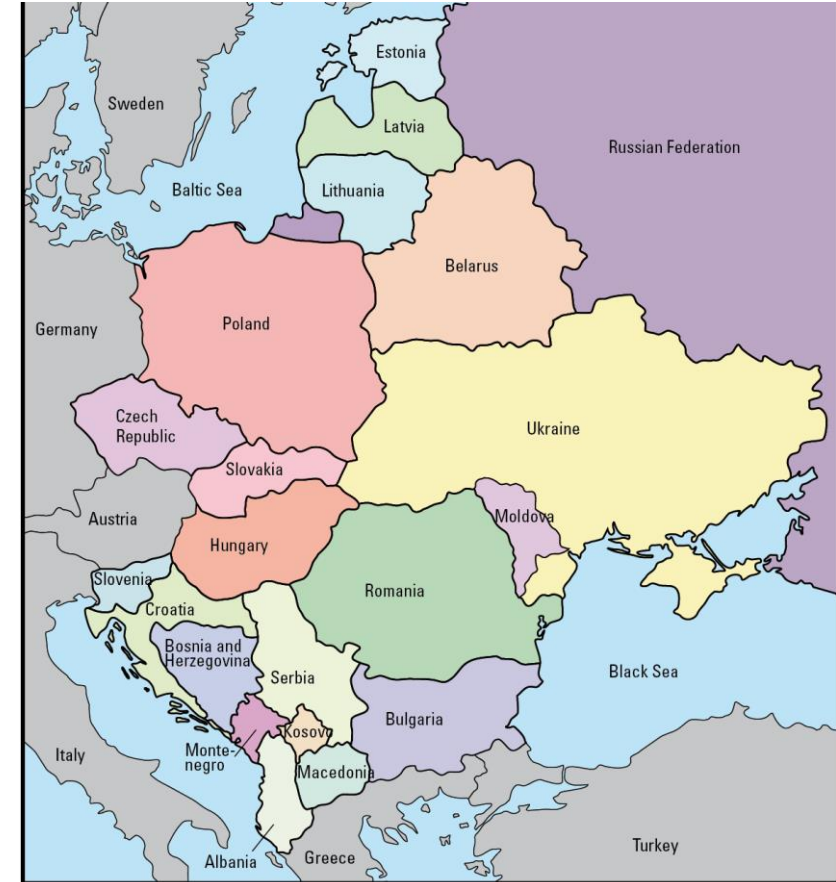 Estonia
Sweden
Latvia
Russian Federation
Baltic Sea
Lithuania
Belarus
Poland
Germany
Czech
Republic
Ukraine
Slovakia
Austria
Moldova
Hungary
Slovenia
Romania
Croatia
Bosnia and
Herzegovina
Serbia
Black Sea
Bulgaria
Kosovo
Italy
Monte-
negro
Macedonia
Albania
Greece
Turkey